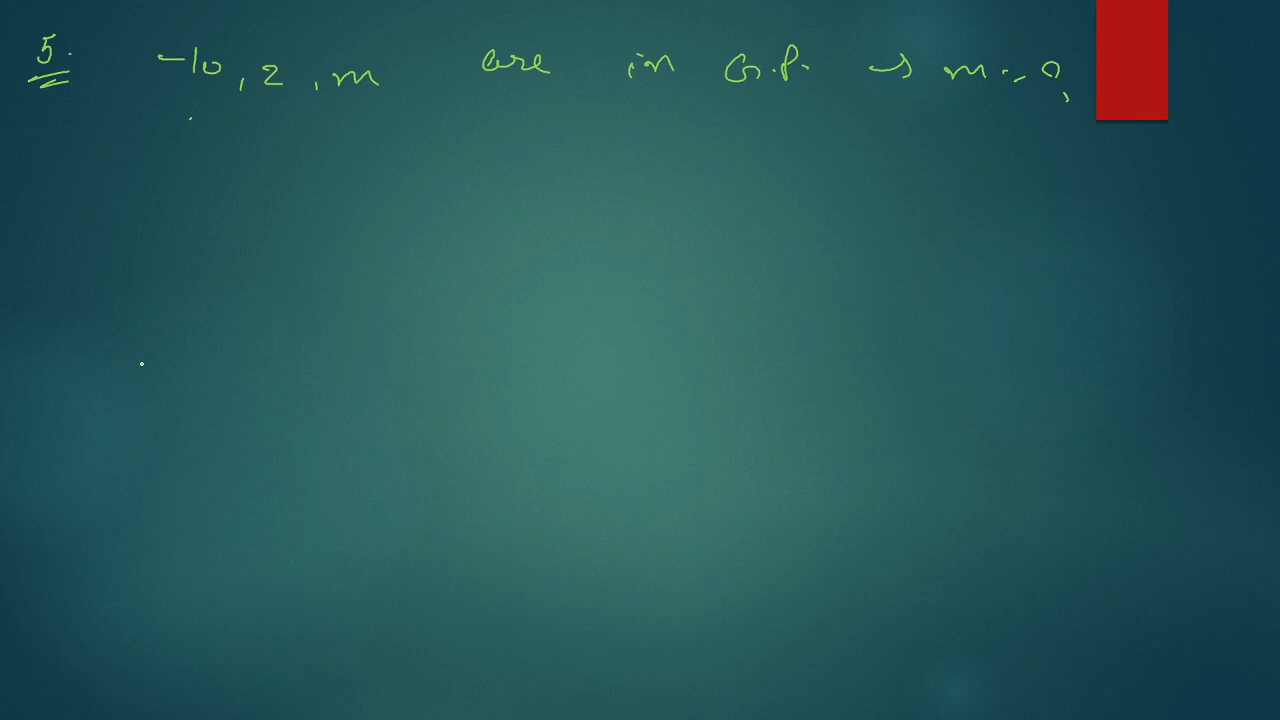 5. -10, 2, m are in G.P. → m = ?